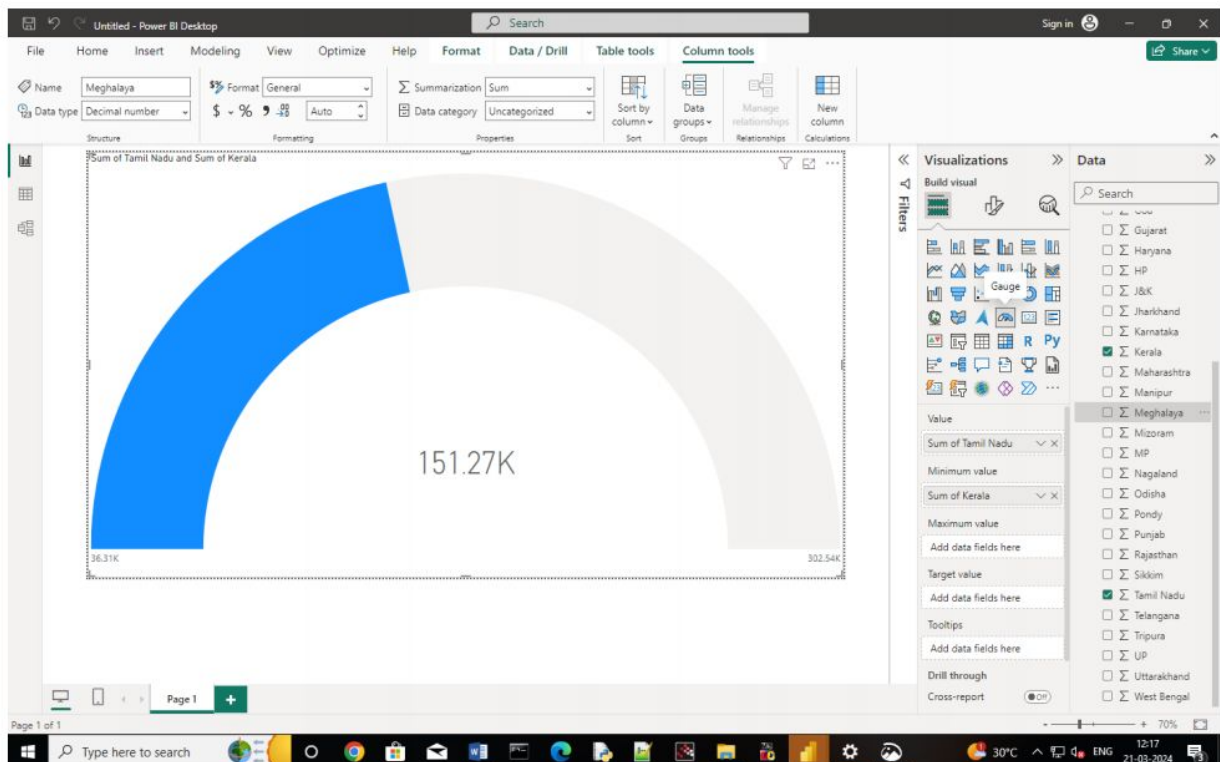 Untitled - Power BI Desktop
Search
Sign in
File Home Insert Modeling View Optimize Help Format Data / Drill Table tools Column tools
Share
Name Meghalaya
$% Format General
Σ Summarization Sum
Data type Decimal number
$ % 9 Auto
Data category Uncategorized
Sort by column
Data groups
Manage relationships
New column
Structure Formatting Properties Sort Groups Relationships Calculations
Sum of Tamil Nadu and Sum of Kerala
151.27K
36.31K
302.54K
Filters
Visualizations
Build visual
Gauge
R Py
Value
Sum of Tamil Nadu
Minimum value
Sum of Kerala
Maximum value
Add data fields here
Target value
Add data fields here
Tooltips
Add data fields here
Drill through
Cross-report
Off
Data
Search
Σ Gujarat
Σ Haryana
Σ HP
Σ J&K
Σ Jharkhand
Σ Karnataka
Σ Kerala
Σ Maharashtra
Σ Manipur
Σ Meghalaya
Σ Mizoram
Σ MP
Σ Nagaland
Σ Odisha
Σ Pondy
Σ Punjab
Σ Rajasthan
Σ Sikkim
Σ Tamil Nadu
Σ Telangana
Σ Tripura
Σ UP
Σ Uttarakhand
Σ West Bengal
Page 1
Page 1 of 1
70%
Type here to search
30°C
ENG
12:17
21-03-2024